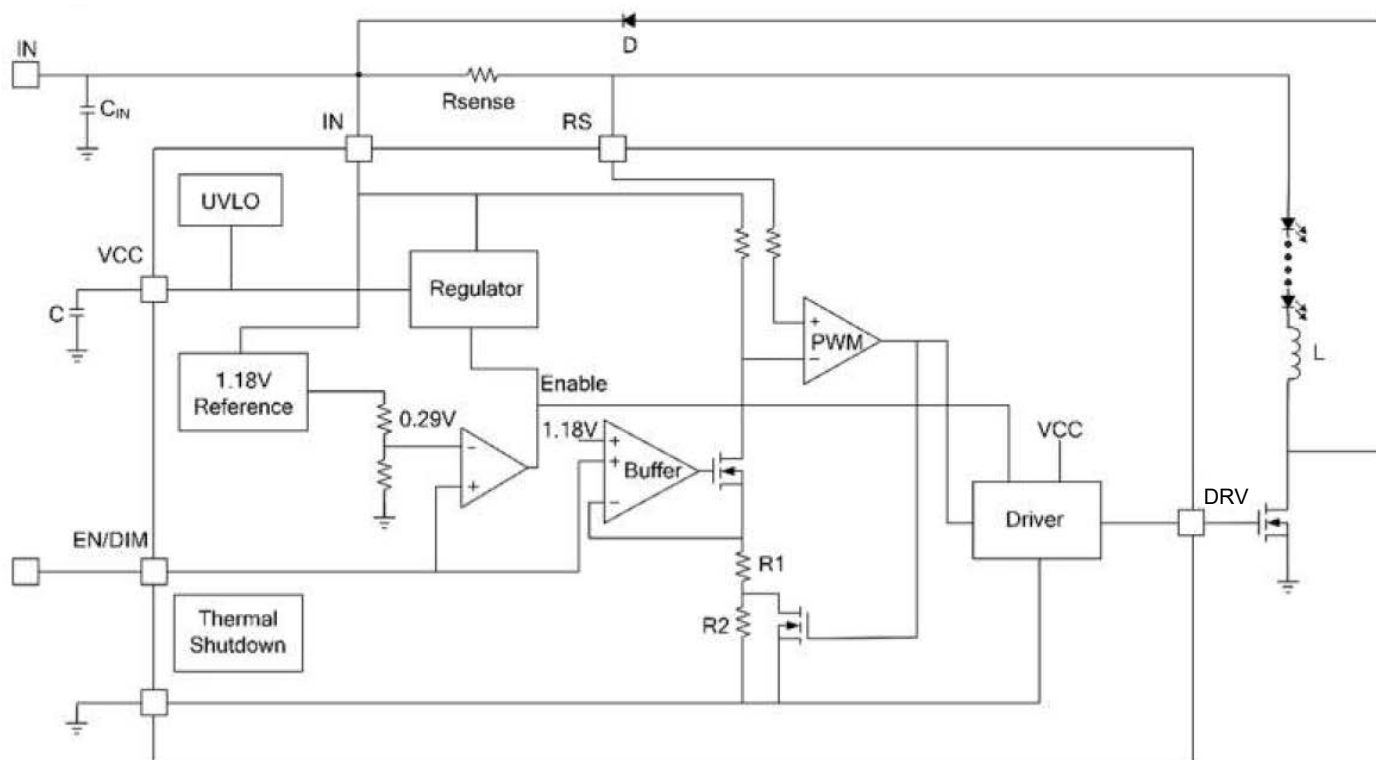 D
IN
C_IN
Rsense
IN
RS
UVLO
VCC
Regulator
C
+
PWM
−
L
1.18V
Reference
Enable
0.29V
1.18V
+
+
Buffer
−
-
+
VCC
DRV
Driver
EN/DIM
R1
R2
Thermal
Shutdown